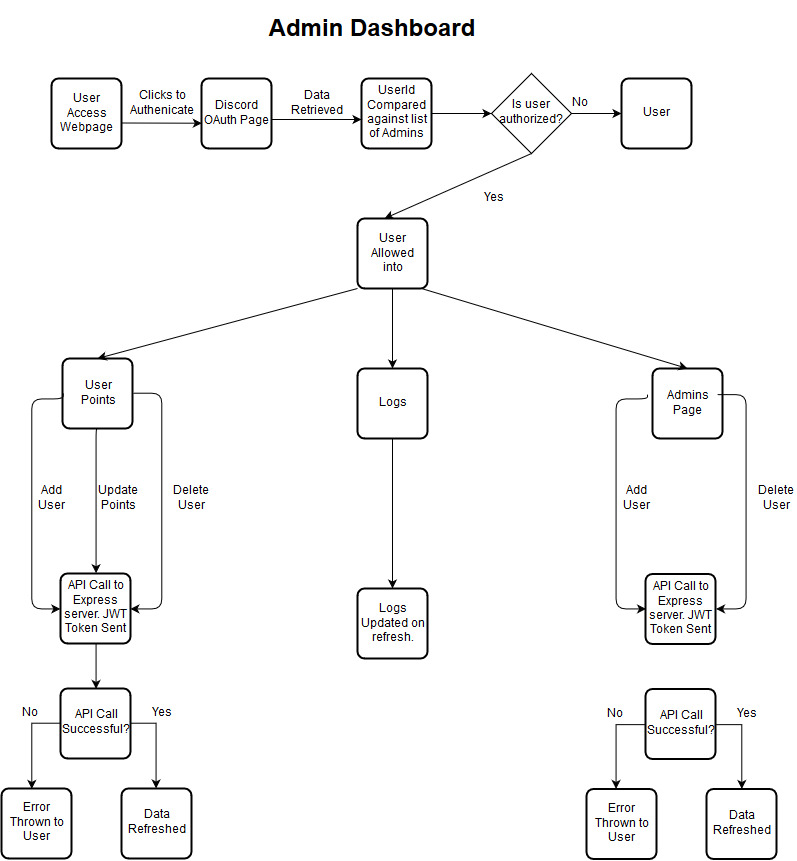 Admin Dashboard
User
Access
Webpage
Clicks to
Authenicate
Discord
OAuth Page
Data
Retrieved
UserId
Compared
against list
of Admins
Is user
authorized?
No
User
Yes
User
Allowed
into
User
Points
Logs
Admins
Page
Add
User
Update
Points
Delete
User
Add
User
Delete
User
API Call to
Express
server. JWT
Token Sent
Logs
Updated on
refresh.
API Call to
Express
server. JWT
Token Sent
No
API Call
Successful?
Yes
No
API Call
Successful?
Yes
Error
Thrown to
User
Data
Refreshed
Error
Thrown to
User
Data
Refreshed